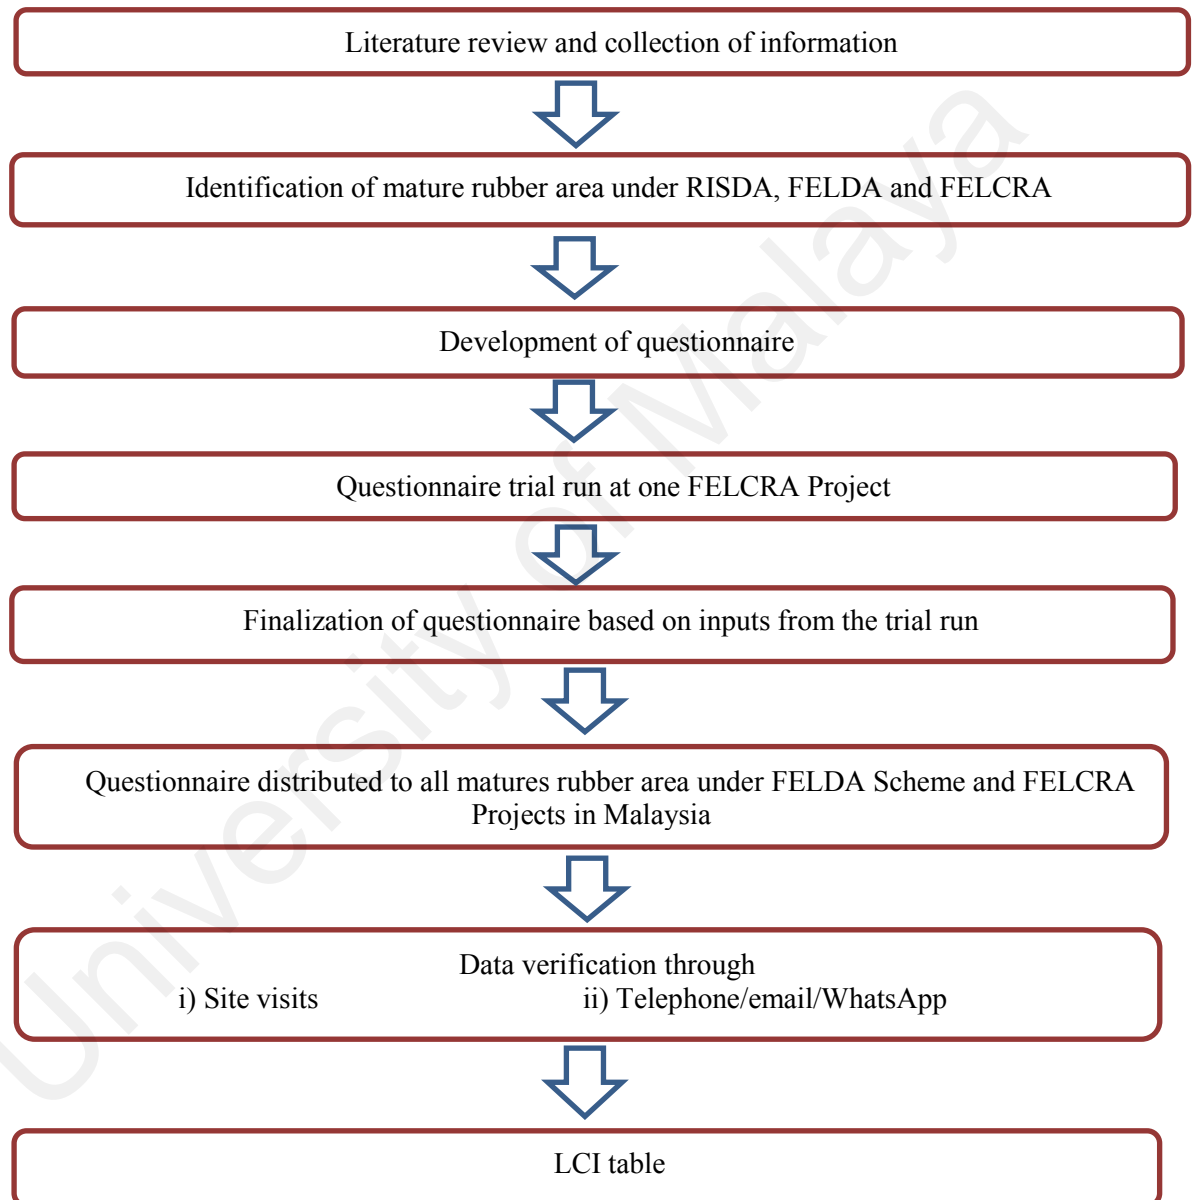 Literature review and collection of information
Identification of mature rubber area under RISDA, FELDA and FELCRA
Development of questionnaire
Questionnaire trial run at one FELCRA Project
Finalization of questionnaire based on inputs from the trial run
Questionnaire distributed to all matures rubber area under FELDA Scheme and FELCRA
Projects in Malaysia
Data verification through
i) Site visits ii) Telephone/email/WhatsApp
LCI table
University of Malaya